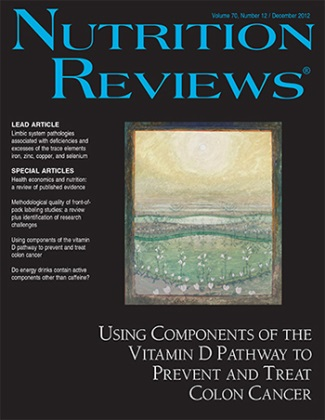 Volume 70, Number 12 / December 2012
NUTRITION
REVIEWS®
LEAD ARTICLE
Limbic system pathologies
associated with deficiencies and
excesses of the trace elements
iron, zinc, copper, and selenium
SPECIAL ARTICLES
Health economics and nutrition:
a review of published evidence
Methodological quality of front-of-
pack labeling studies: a review
plus identification of research
challenges
Using components of the vitamin
D pathway to prevent and treat
colon cancer
Do energy drinks contain active
components other than caffeine?
USING COMPONENTS OF THE
VITAMIN D PATHWAY TO
PREVENT AND TREAT
COLON CANCER